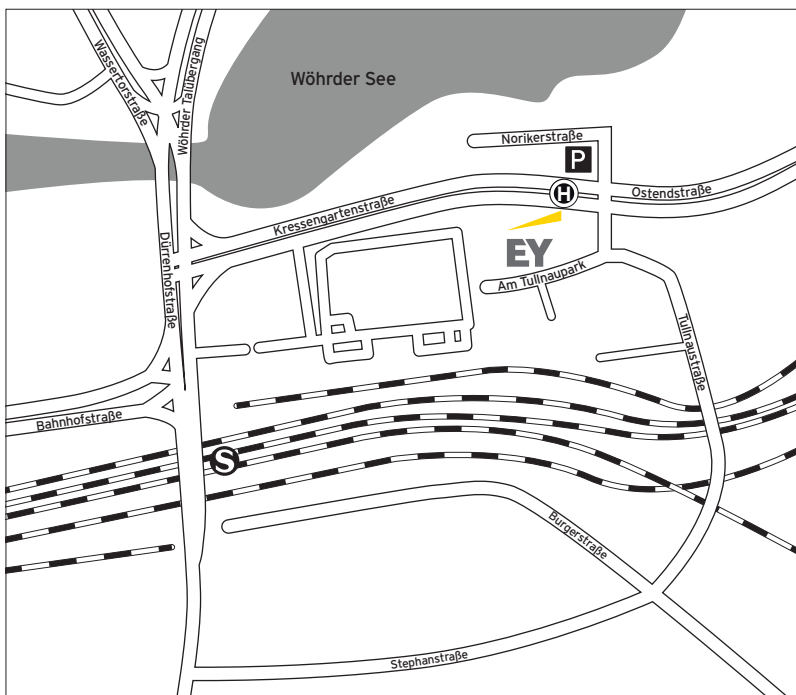 Wassertorstraße
Wöhrder Talübergang
Wöhrder See
Norikerstraße
P
H
Ostendstraße
Kressengartenstraße
EY
Am Tullnaupark
Dürrenhofstraße
Tullnaustraße
Bahnhofstraße
S
Burgerstraße
Stephanstraße